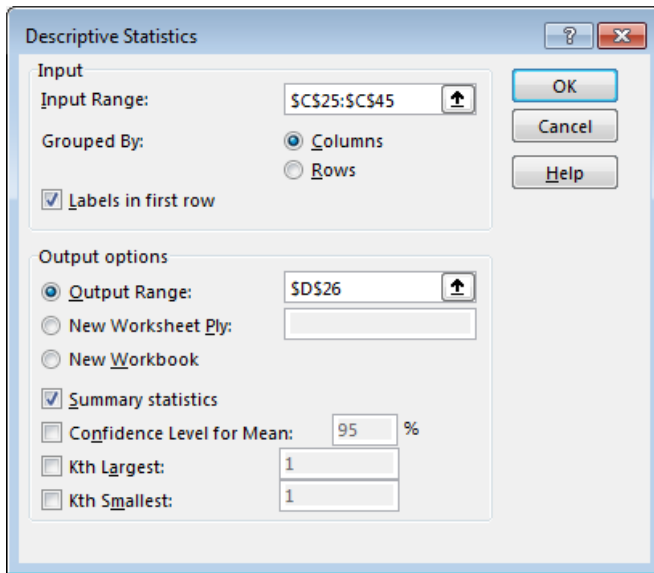 Descriptive Statistics
?
Input
Input Range: $C$25:$C$45
OK
Cancel
Help
Grouped By: Columns
Rows
Labels in first row
Output options
Output Range: $D$26
New Worksheet Ply:
New Workbook
Summary statistics
Confidence Level for Mean: 95 %
Kth Largest: 1
Kth Smallest: 1